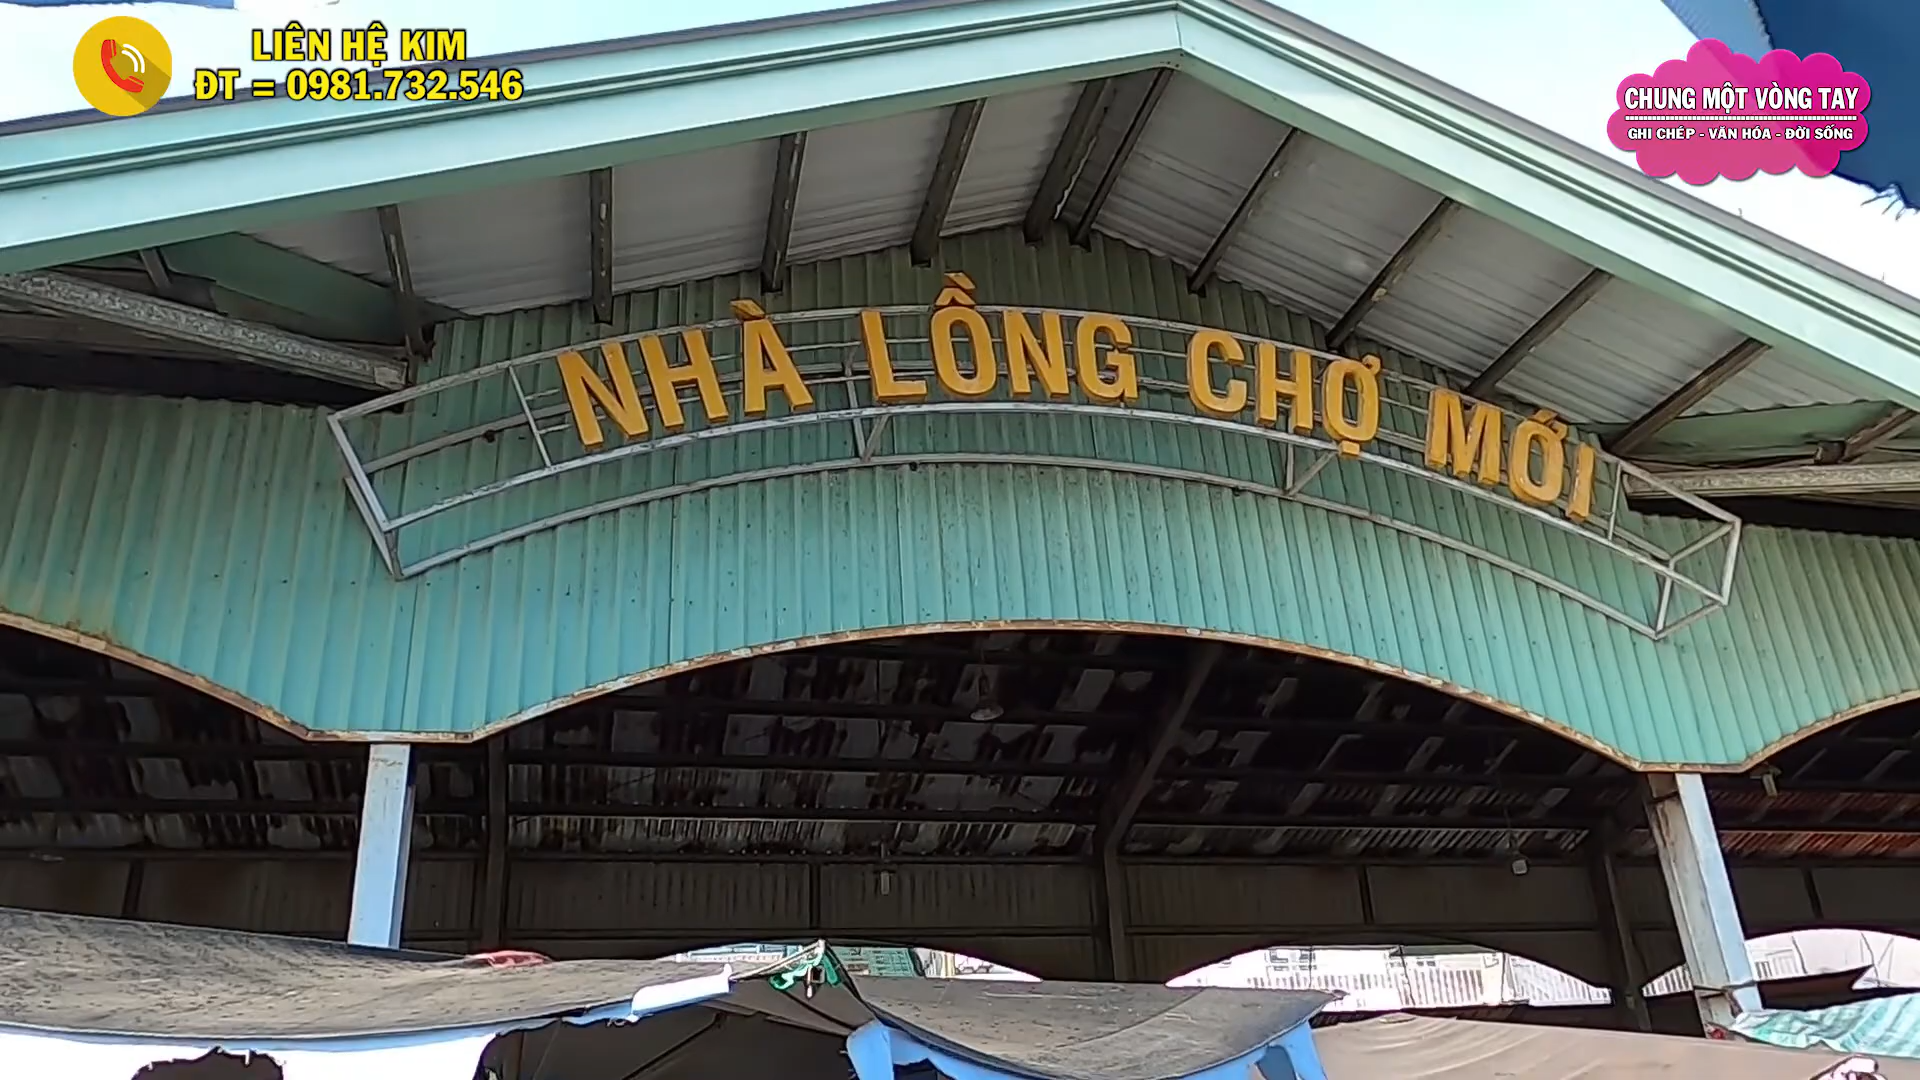 LIÊN HỆ KIM
ĐT = 0981.732.546
CHUNG MỘT VÒNG TAY
GHI CHÉP - VĂN HÓA - ĐỜI SỐNG
NHÀ LỒNG CHỢ MỚI